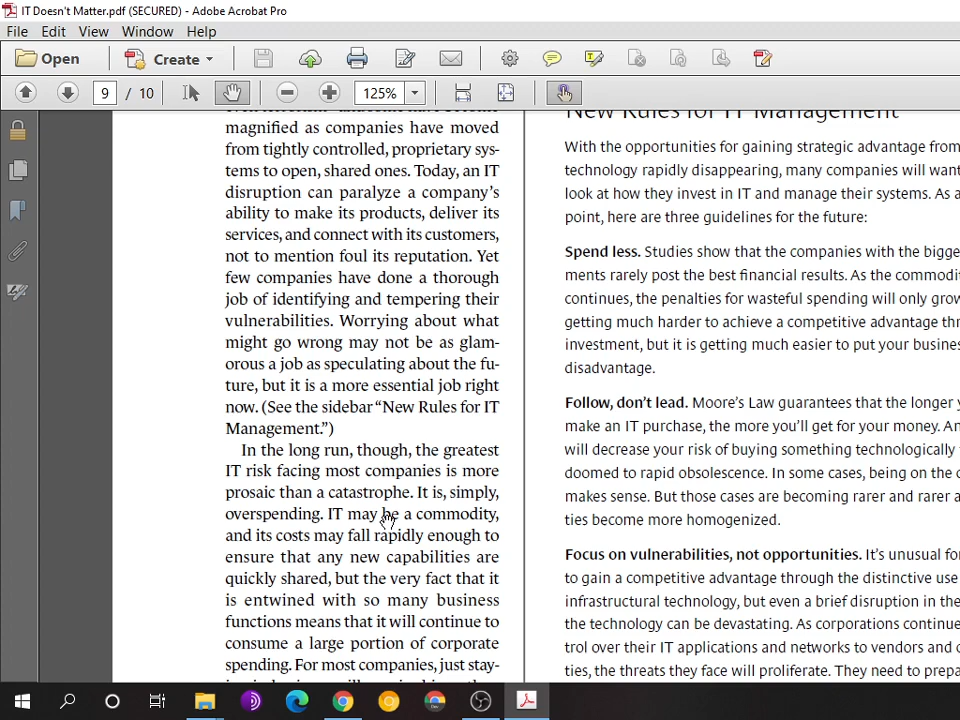 IT Doesn't Matter.pdf (SECURED) - Adobe Acrobat Pro
File Edit View Window Help
Open Create
9 / 10 125%
magnified as companies have moved
from tightly controlled, proprietary sys-
tems to open, shared ones. Today, an IT
disruption can paralyze a company's
ability to make its products, deliver its
services, and connect with its customers,
not to mention foul its reputation. Yet
few companies have done a thorough
job of identifying and tempering their
vulnerabilities. Worrying about what
might go wrong may not be as glam-
orous a job as speculating about the fu-
ture, but it is a more essential job right
now. (See the sidebar "New Rules for IT
Management.")
In the long run, though, the greatest
IT risk facing most companies is more
prosaic than a catastrophe. It is, simply,
overspending. IT may be a commodity,
and its costs may fall rapidly enough to
ensure that any new capabilities are
quickly shared, but the very fact that it
is entwined with so many business
functions means that it will continue to
consume a large portion of corporate
spending. For most companies, just stay-
New Rules for IT Management
With the opportunities for gaining strategic advantage from
technology rapidly disappearing, many companies will want
look at how they invest in IT and manage their systems. As a
point, here are three guidelines for the future:
Spend less. Studies show that the companies with the bigge
ments rarely post the best financial results. As the commodit
continues, the penalties for wasteful spending will only grow
getting much harder to achieve a competitive advantage thr
investment, but it is getting much easier to put your busines
disadvantage.
Follow, don't lead. Moore's Law guarantees that the longer y
make an IT purchase, the more you'll get for your money. An
will decrease your risk of buying something technologically
doomed to rapid obsolescence. In some cases, being on the c
makes sense. But those cases are becoming rarer and rarer a
ties become more homogenized.
Focus on vulnerabilities, not opportunities. It's unusual for
to gain a competitive advantage through the distinctive use
infrastructural technology, but even a brief disruption in the
the technology can be devastating. As corporations continue
trol over their IT applications and networks to vendors and o
ties, the threats they face will proliferate. They need to prepa